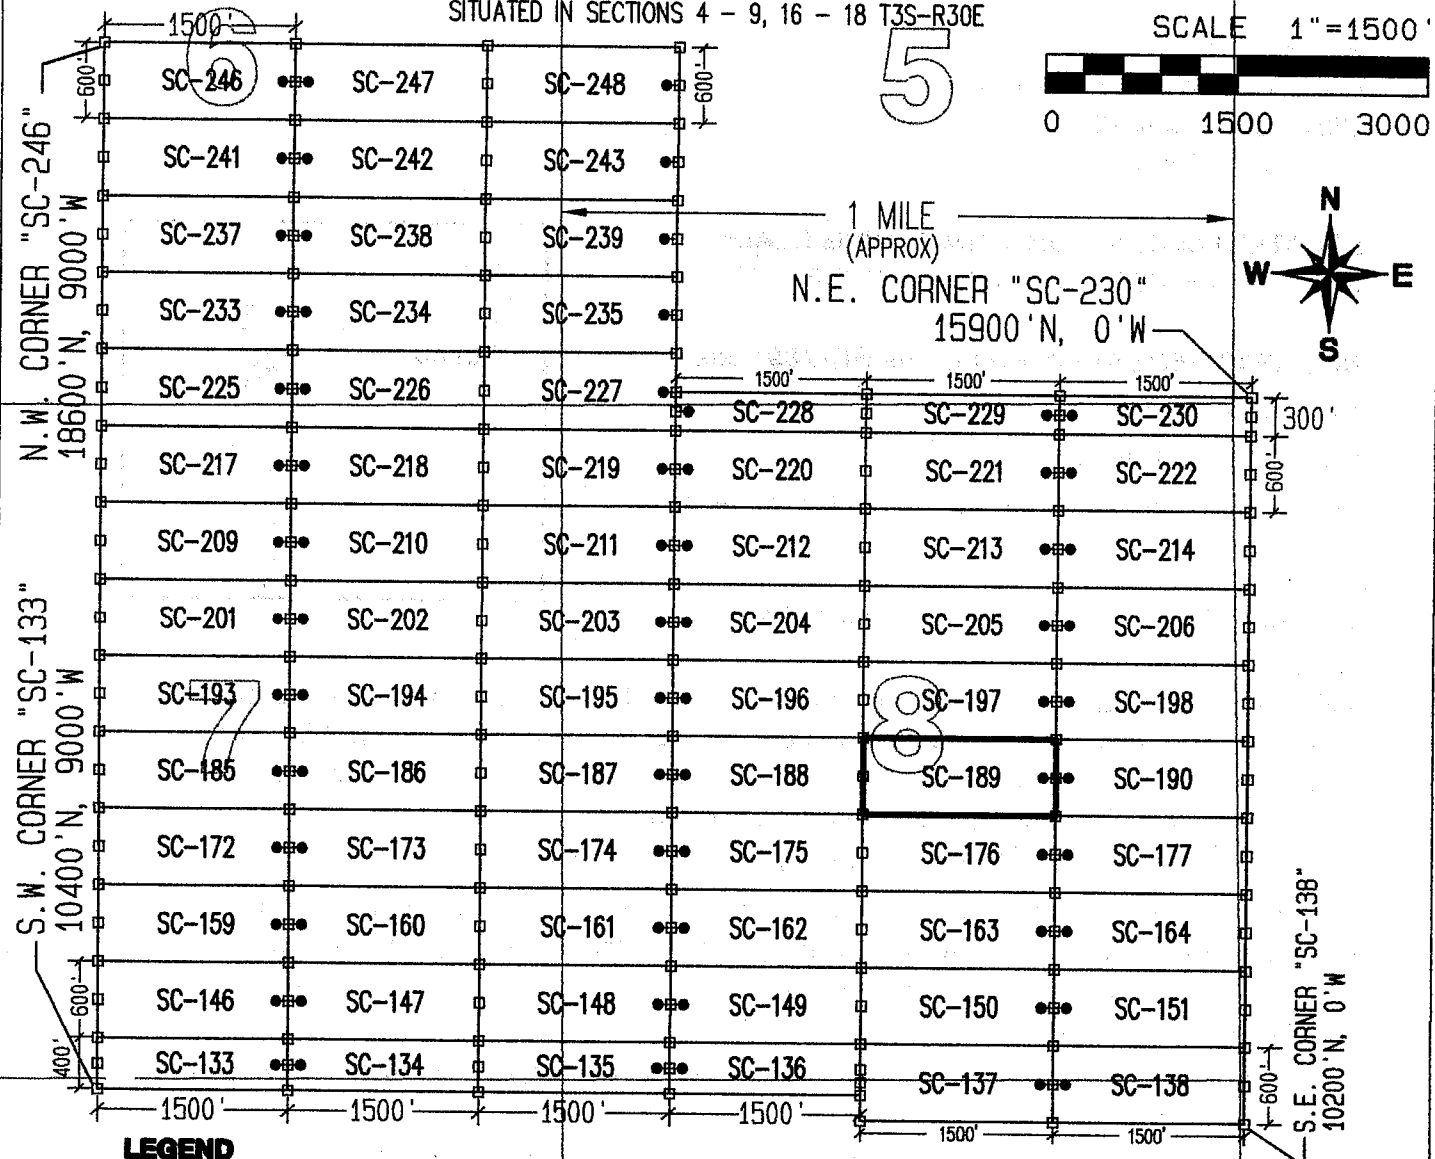 SITUATED IN SECTIONS 4 - 9, 16 - 18 T3S-R30E
SCALE 1"=1500'
0 1500 3000
6
5
1500'
600'
SC-246 SC-247 SC-248
600'
SC-241 SC-242 SC-243
N.W. CORNER "SC-246"
18600'N, 9000'W
N
W E
S
1 MILE
(APPROX)
SC-237 SC-238 SC-239
N.E. CORNER "SC-230"
15900'N, 0'W
SC-233 SC-234 SC-235
1500' 1500' 1500'
SC-225 SC-226 SC-227
SC-228 SC-229 SC-230
300'
SC-217 SC-218 SC-219 SC-220 SC-221 SC-222
600'
SC-209 SC-210 SC-211 SC-212 SC-213 SC-214
SC-201 SC-202 SC-203 SC-204 SC-205 SC-206
SC-193 SC-194 SC-195 SC-196 SC-197 SC-198
7
8
SC-185 SC-186 SC-187 SC-188 SC-189 SC-190
S.W. CORNER "SC-133"
10400'N, 9000'W
SC-172 SC-173 SC-174 SC-175 SC-176 SC-177
SC-159 SC-160 SC-161 SC-162 SC-163 SC-164
600'
SC-146 SC-147 SC-148 SC-149 SC-150 SC-151
400'
SC-133 SC-134 SC-135 SC-136 SC-137 SC-138
600'
S.E. CORNER "SC-138"
10200'N, 0'W
1500' 1500' 1500' 1500' 1500' 1500'
LEGEND